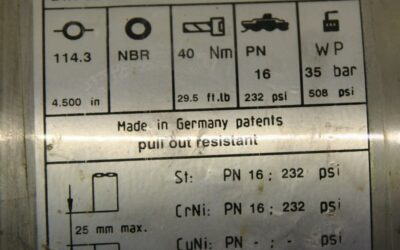 114.3 NBR 40 Nm PN WP
16 35 bar
4.500 in 29.5 ft.lb 232 psi 508 psi
Made in Germany patents
pull out resistant
St: PN 16 ; 232 psi
CrNi: PN 16 ; 232 psi
25 mm max.
CuNi: PN - ; - psi